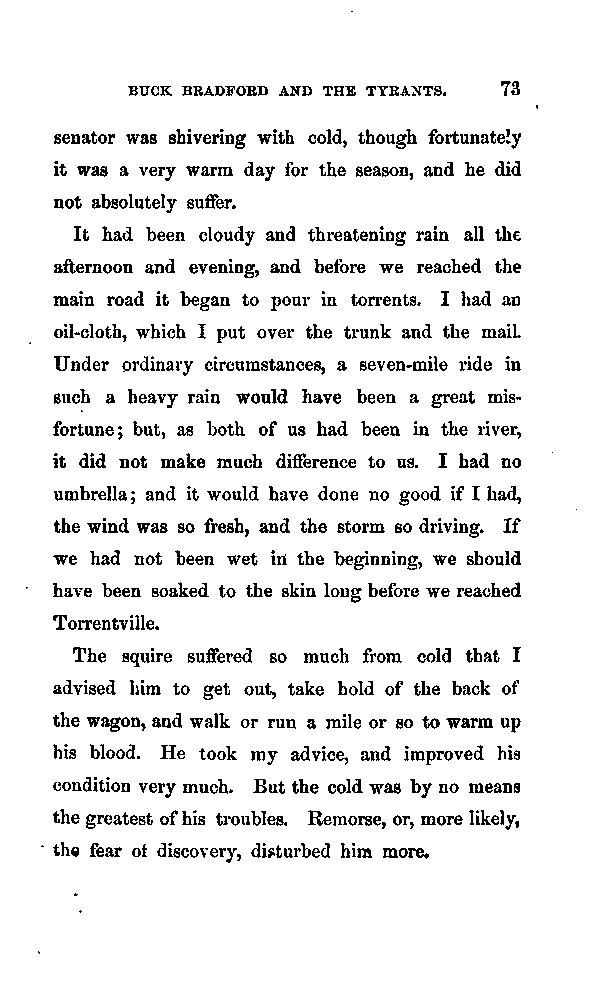 BUCK BRADFORD AND THE TYRANTS. 73
senator was shivering with cold, though fortunately
it was a very warm day for the season, and he did
not absolutely suffer.
It had been cloudy and threatening rain all the
afternoon and evening, and before we reached the
main road it began to pour in torrents. I had an
oil-cloth, which I put over the trunk and the mail.
Under ordinary circumstances, a seven-mile ride in
such a heavy rain would have been a great mis-
fortune; but, as both of us had been in the river,
it did not make much difference to us. I had no
umbrella; and it would have done no good if I had,
the wind was so fresh, and the storm so driving. If
we had not been wet in the beginning, we should
have been soaked to the skin long before we reached
Torrentville.
The squire suffered so much from cold that I
advised him to get out, take hold of the back of
the wagon, and walk or run a mile or so to warm up
his blood. He took my advice, and improved his
condition very much. But the cold was by no means
the greatest of his troubles. Remorse, or, more likely,
the fear of discovery, disturbed him more.